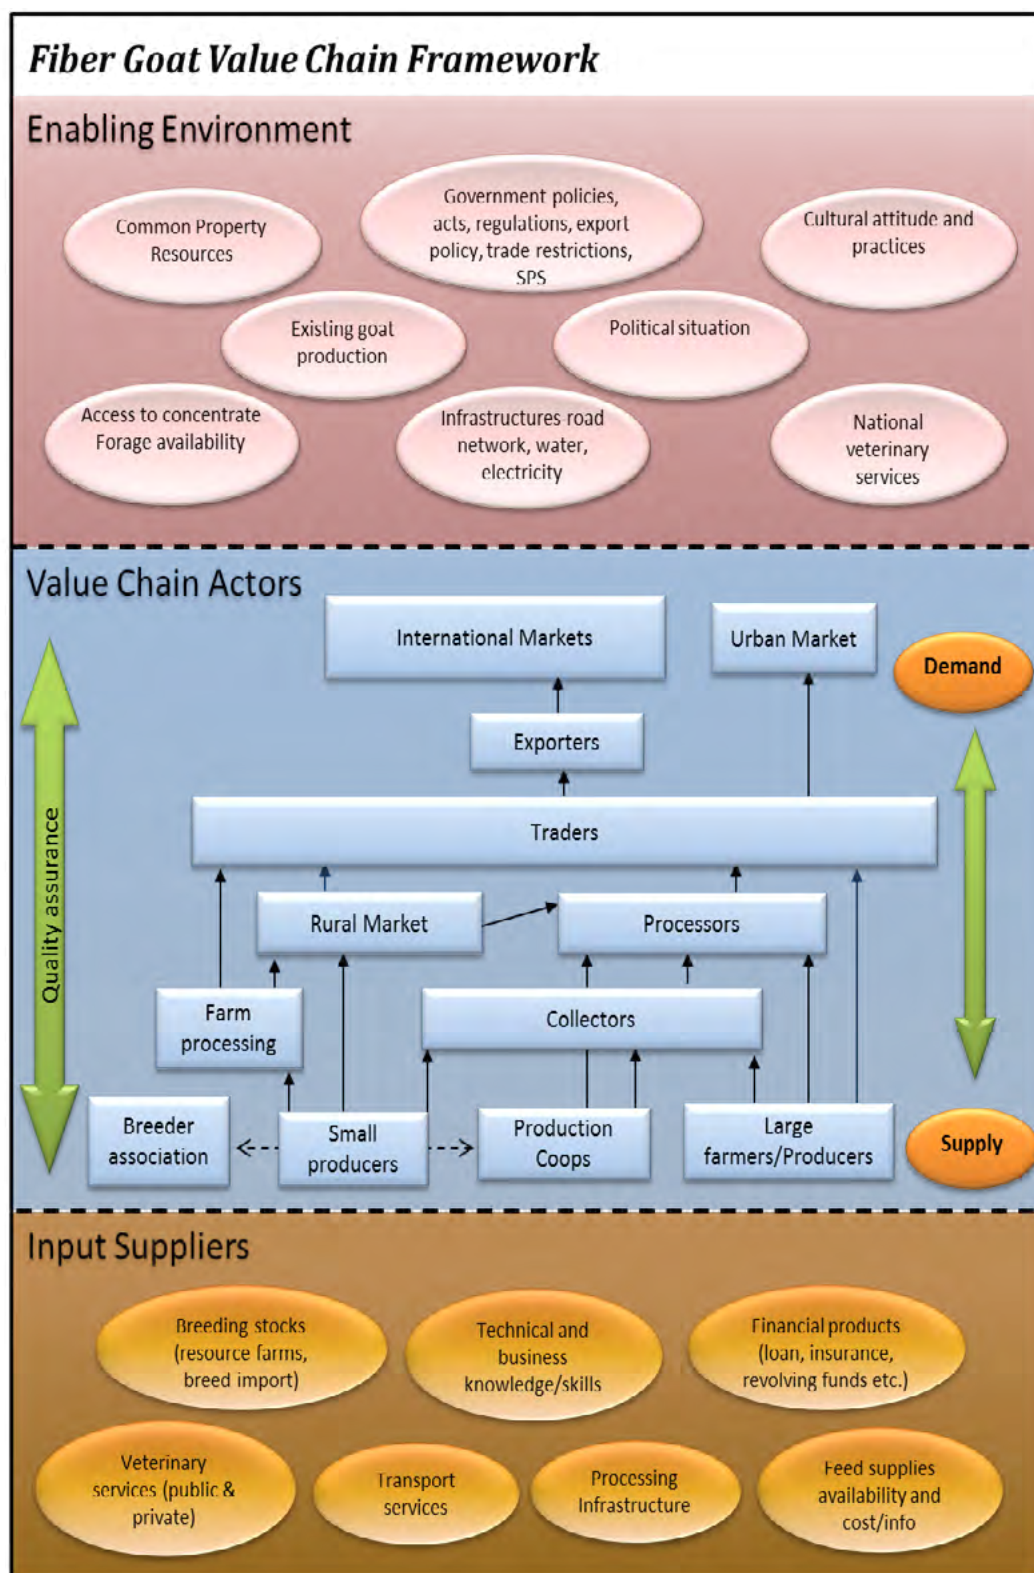 Fiber Goat Value Chain Framework
Enabling Environment
Common Property
Resources
Government policies,
acts, regulations, export
policy, trade restrictions,
SPS
Cultural attitude and
practices
Existing goat
production
Political situation
Access to concentrate
Forage availability
Infrastructures road
network, water,
electricity
National
veterinary
services
Value Chain Actors
International Markets
Urban Market
Demand
Exporters
Traders
Quality assurance
Rural Market
Processors
Farm
processing
Collectors
Breeder
association
Small
producers
Production
Coops
Large
farmers/Producers
Supply
Input Suppliers
Breeding stocks
(resource farms,
breed import)
Technical and
business
knowledge/skills
Financial products
(loan, insurance,
revolving funds etc.)
Veterinary
services (public &
private)
Transport
services
Processing
Infrastructure
Feed supplies
availability and
cost/info